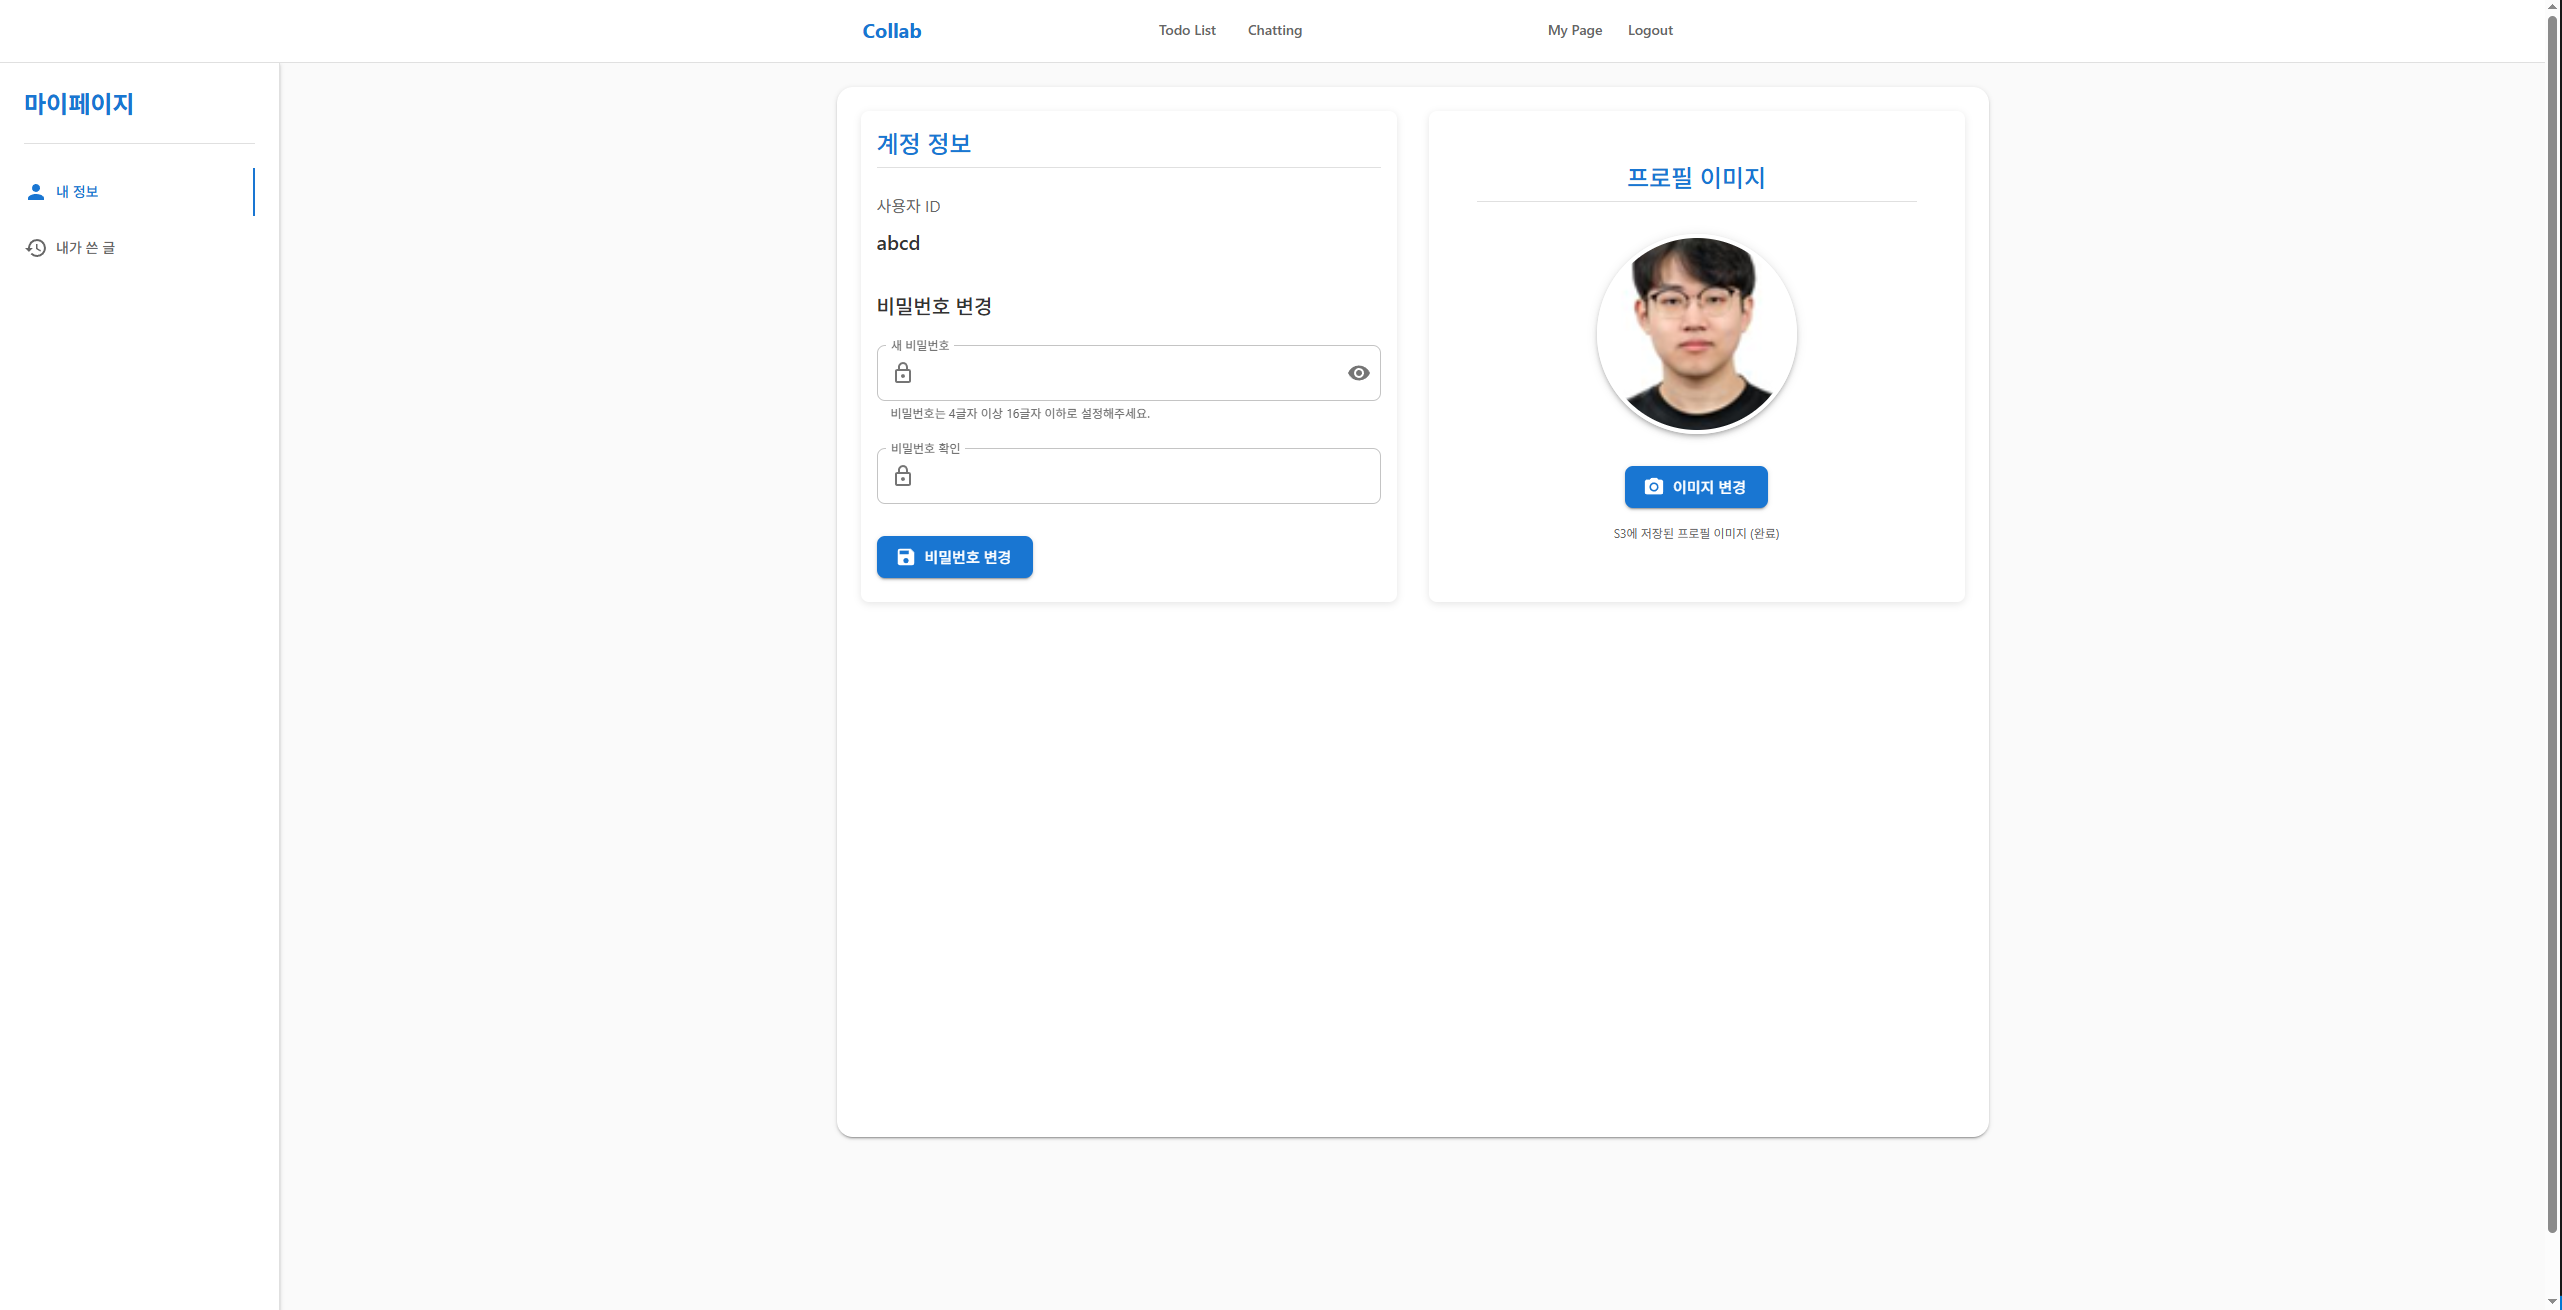 Collab
Todo List
Chatting
My Page
Logout
마이페이지
내 정보
내가 쓴 글
계정 정보
사용자 ID
abcd
비밀번호 변경
새 비밀번호
비밀번호는 4글자 이상 16글자 이하로 설정해주세요.
비밀번호 확인
비밀번호 변경
프로필 이미지
이미지 변경
S3에 저장된 프로필 이미지 (완료)